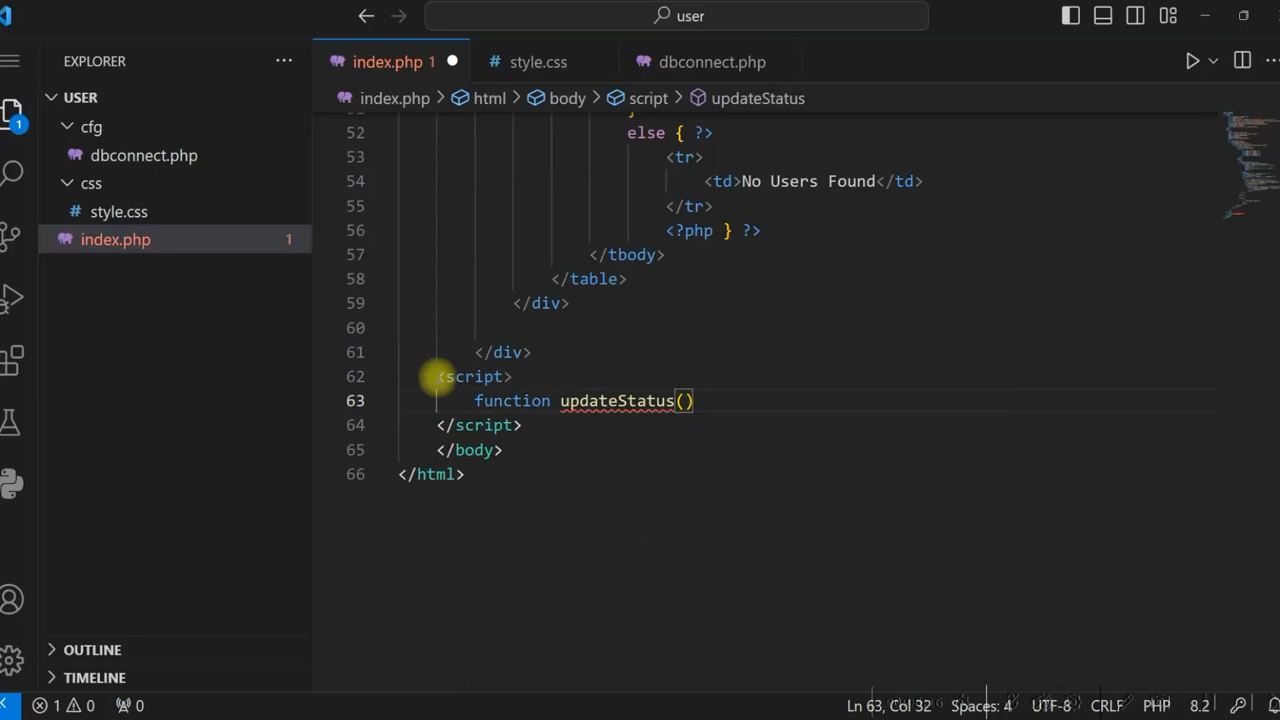 user
EXPLORER
USER
cfg
dbconnect.php
css
# style.css
index.php 1
OUTLINE
TIMELINE
1
index.php 1
# style.css
dbconnect.php
index.php > html > body > script > updateStatus
52 else { ?>
53 <tr>
54 <td>No Users Found</td>
55 </tr>
56 <?php } ?>
57 </tbody>
58 </table>
59 </div>
60
61 </div>
62 <script>
63 function updateStatus()
64 </script>
65 </body>
66 </html>
1 0 0
Ln 63, Col 32 Spaces: 4 UTF-8 CRLF PHP 8.2